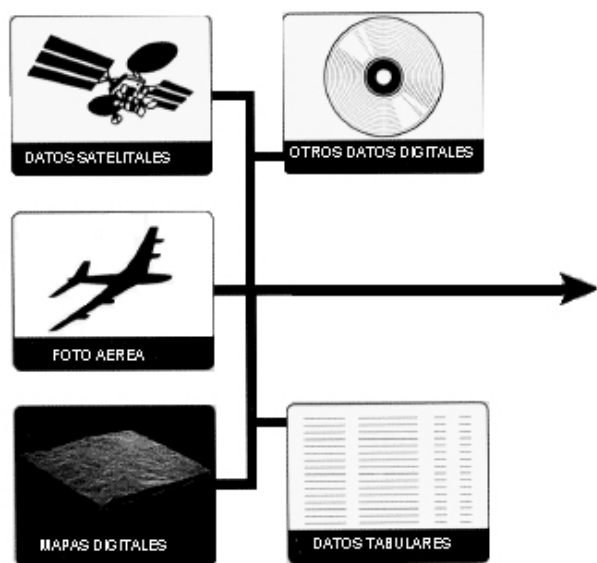 DATOS SATELITALES
OTROS DATOS DIGITALES
FOTO AEREA
MAPAS DIGITALES
DATOS TABULARES